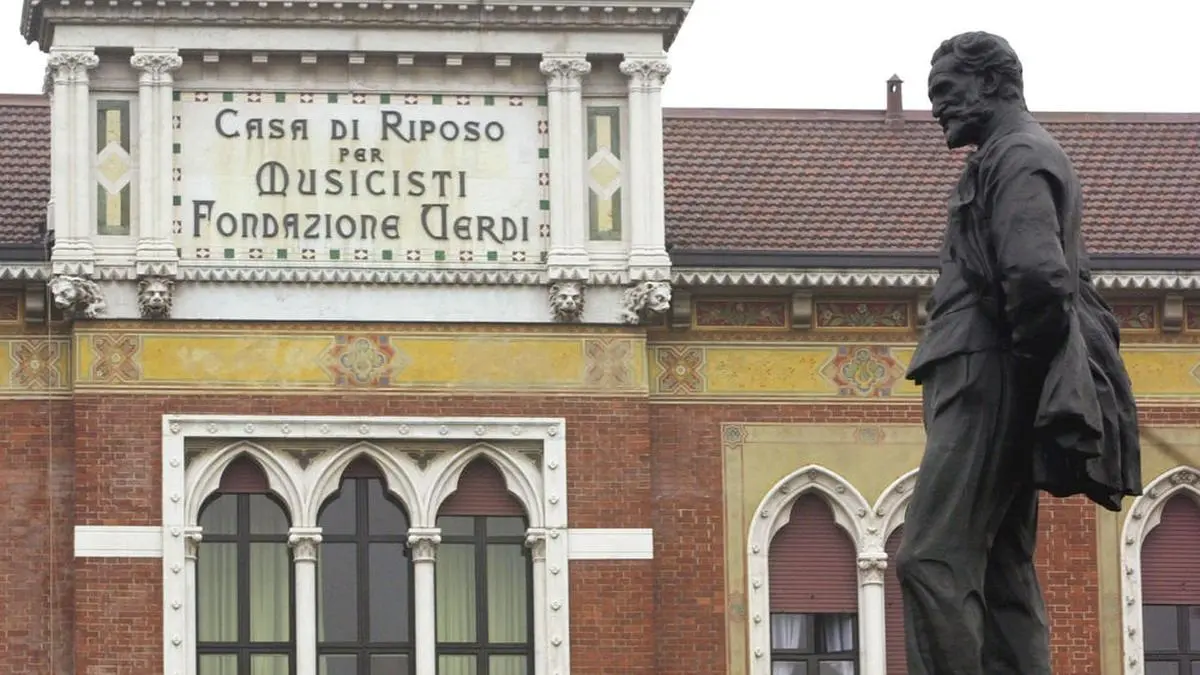 Casa di Riposo
per
Musicisti
Fondazione Verdi